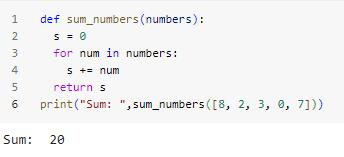 1 def sum_numbers(numbers):
2   s = 0
3   for num in numbers:
4     s += num
5   return s
6 print("Sum: ",sum_numbers([8, 2, 3, 0, 7]))
Sum:  20